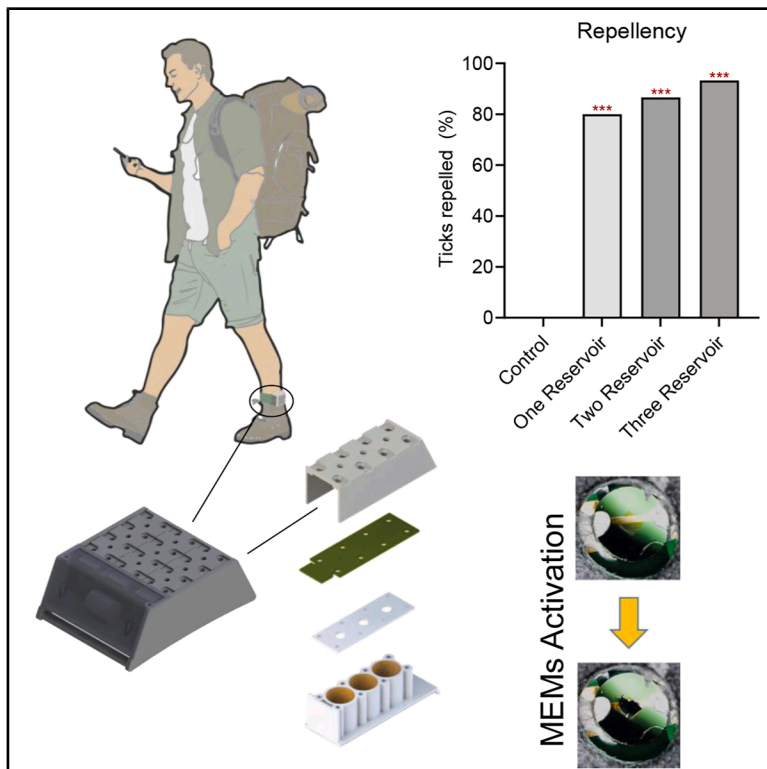 Repellency
Ticks repelled (%)
100
80
60
40
20
0
***
***
***
Control
One Reservoir
Two Reservoir
Three Reservoir
MEMs Activation